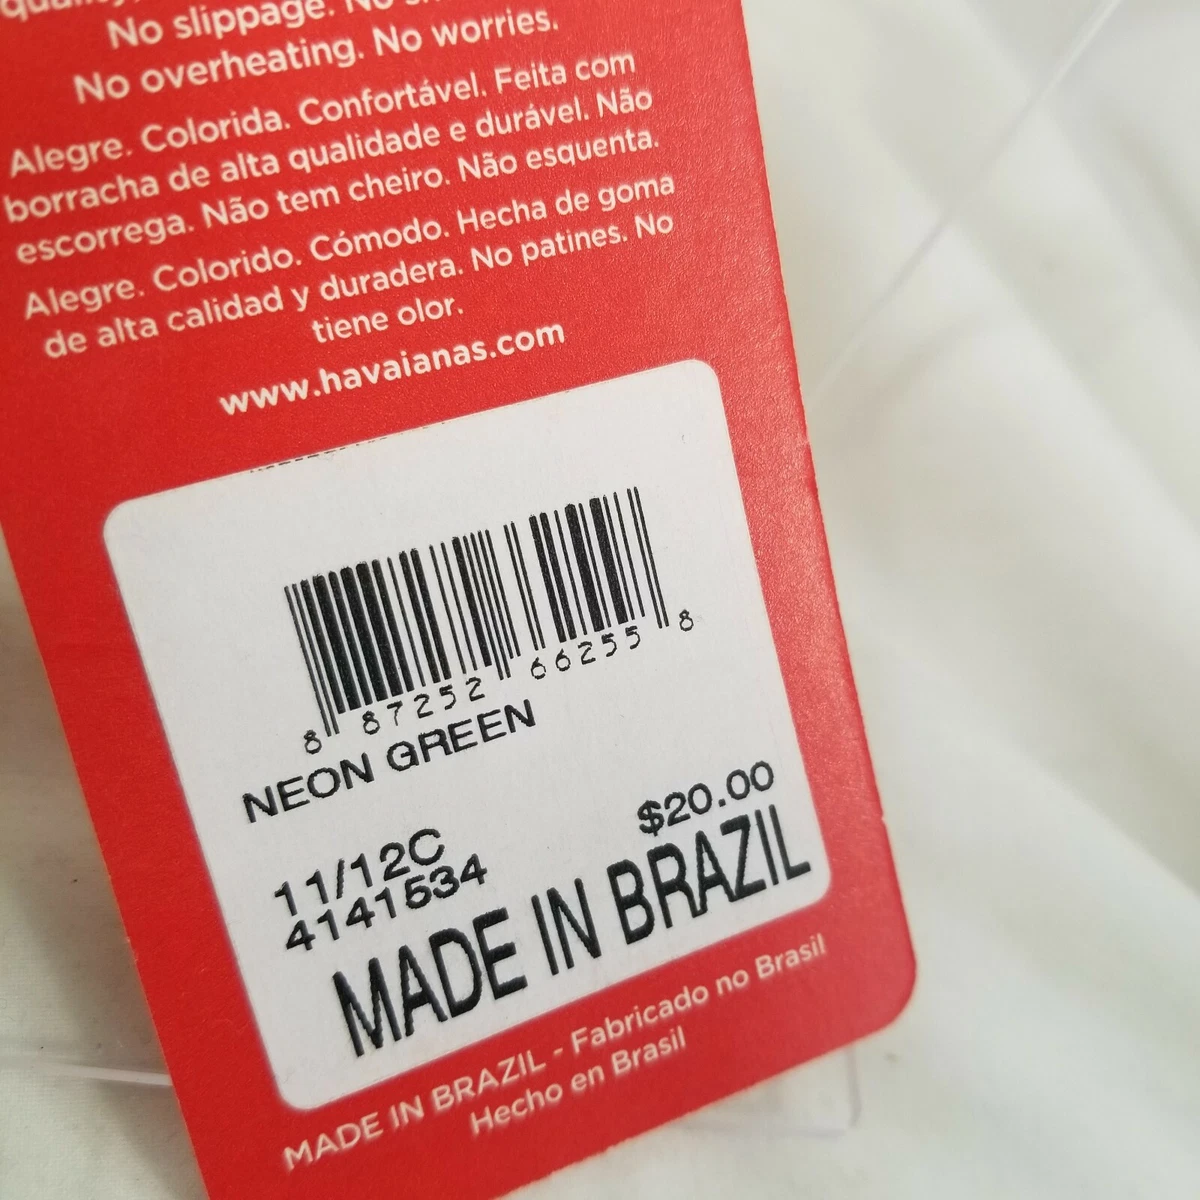 No slippage. No
No overheating. No worries.
Alegre. Colorida. Confortável. Feita com
borracha de alta qualidade e durável. Não
escorrega. Não tem cheiro. Não esquenta.
Alegre. Colorido. Cómodo. Hecha de goma
de alta calidad y duradera. No patines. No
tiene olor.
www.havaianas.com
8 87252 66255 8
NEON GREEN
$20.00
11/12C
4141534
MADE IN BRAZIL
MADE IN BRAZIL - Fabricado no Brasil
Hecho en Brasil